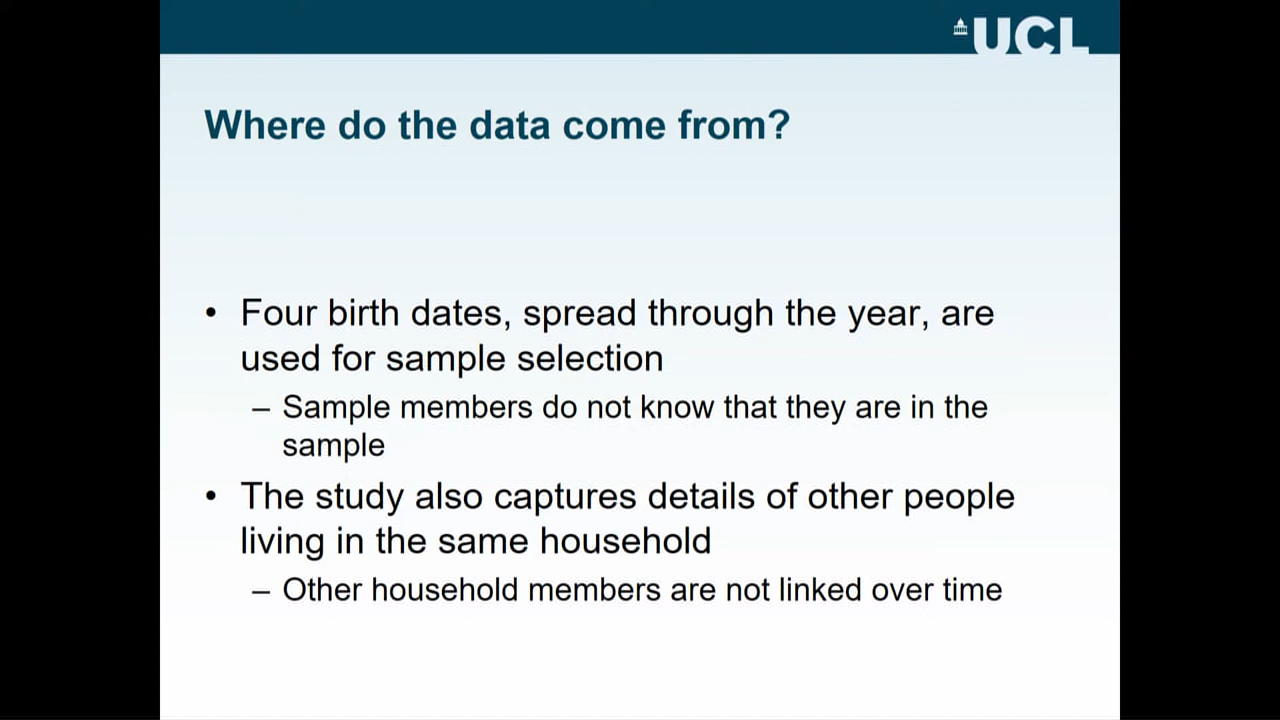 UCL
Where do the data come from?
• Four birth dates, spread through the year, are
used for sample selection
– Sample members do not know that they are in the
sample
• The study also captures details of other people
living in the same household
– Other household members are not linked over time